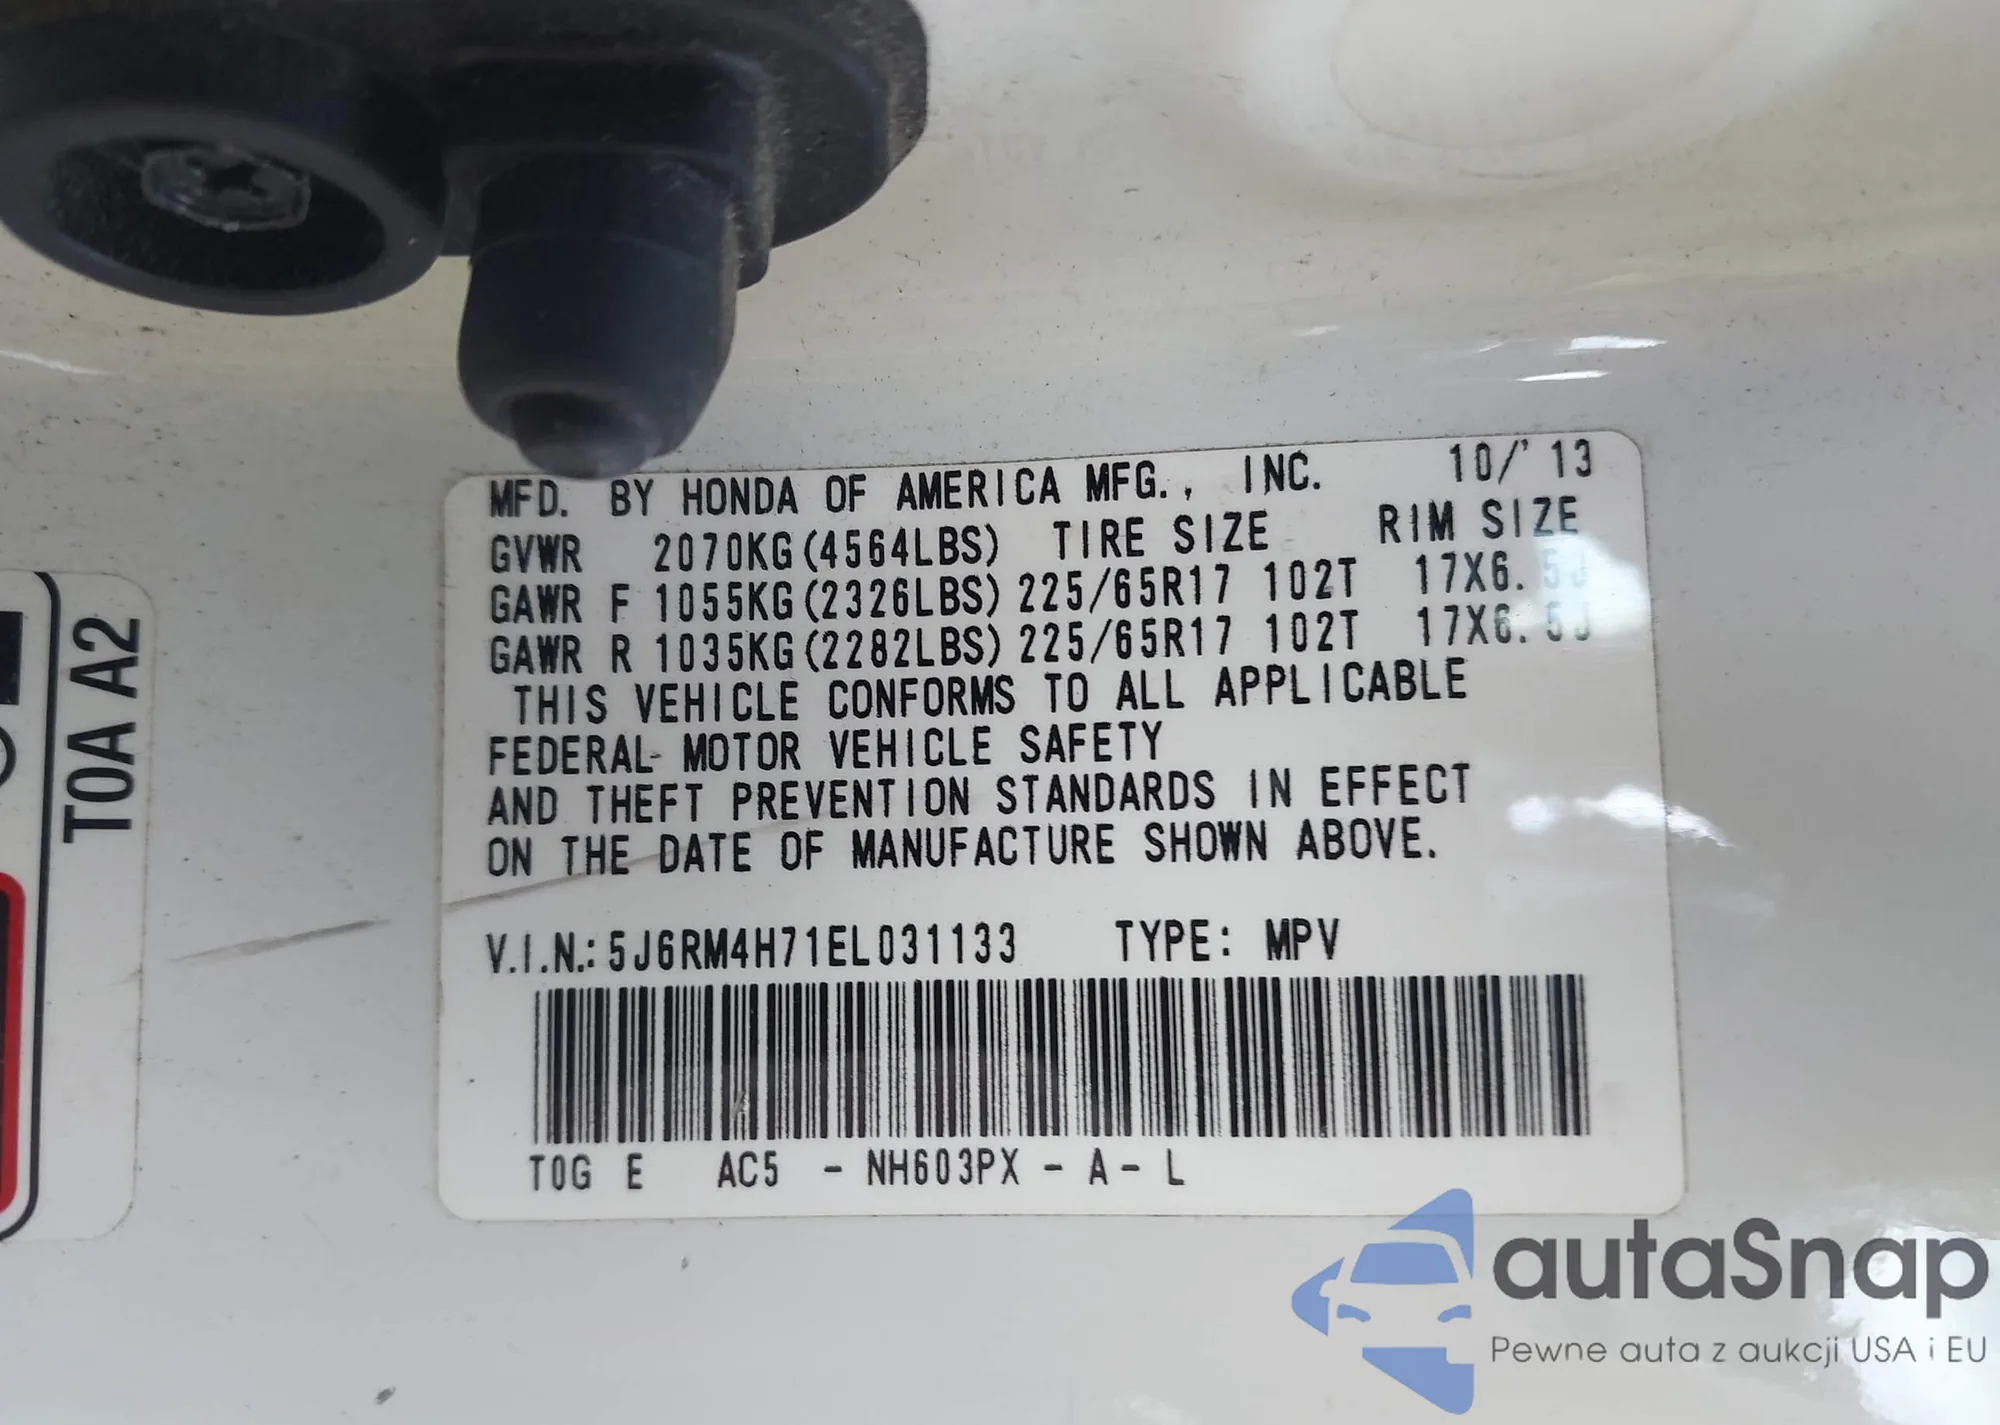 MFD. BY HONDA OF AMERICA MFG., INC. 10/'13
GVWR 2070KG(4564LBS) TIRE SIZE RIM SIZE
GAWR F 1055KG(2326LBS) 225/65R17 102T 17X6.5J
GAWR R 1035KG(2282LBS) 225/65R17 102T 17X6.5J
THIS VEHICLE CONFORMS TO ALL APPLICABLE
FEDERAL MOTOR VEHICLE SAFETY
AND THEFT PREVENTION STANDARDS IN EFFECT
ON THE DATE OF MANUFACTURE SHOWN ABOVE.
V.I.N.: 5J6RM4H71EL031133 TYPE: MPV
T0G E AC5 - NH603PX - A - L
T0A A2
autaSnap
Pewne auta z aukcji USA i EU